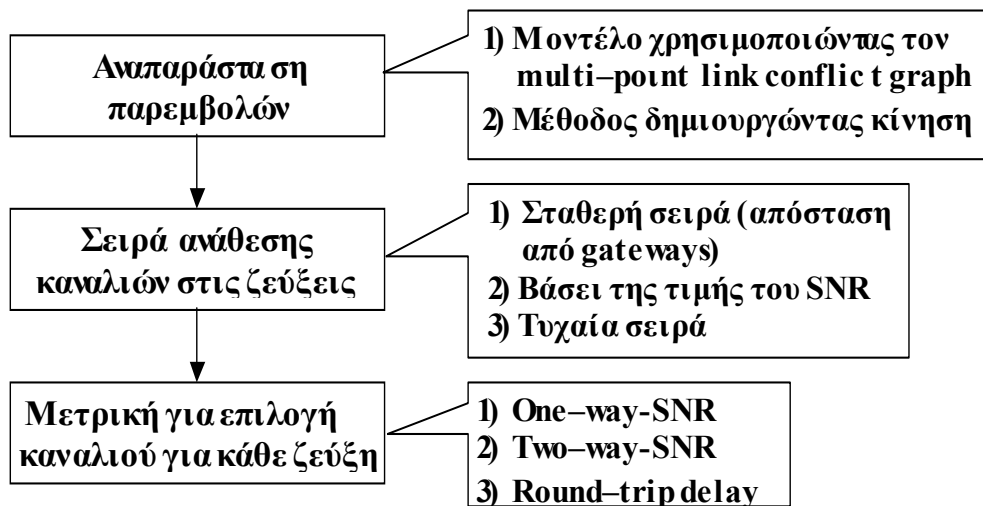 Αναπαράσταση
παρεμβολών
1) Μοντέλο χρησιμοποιώντας τον
multi–point link conflict graph
2) Μέθοδος δημιουργώντας κίνηση
Σειρά ανάθεσης
καναλιών στις ζεύξεις
1) Σταθερή σειρά (απόσταση
από gateways)
2) Βάσει της τιμής του SNR
3) Τυχαία σειρά
Μετρική για επιλογή
καναλιού για κάθε ζεύξη
1) One–way-SNR
2) Two–way-SNR
3) Round–trip delay